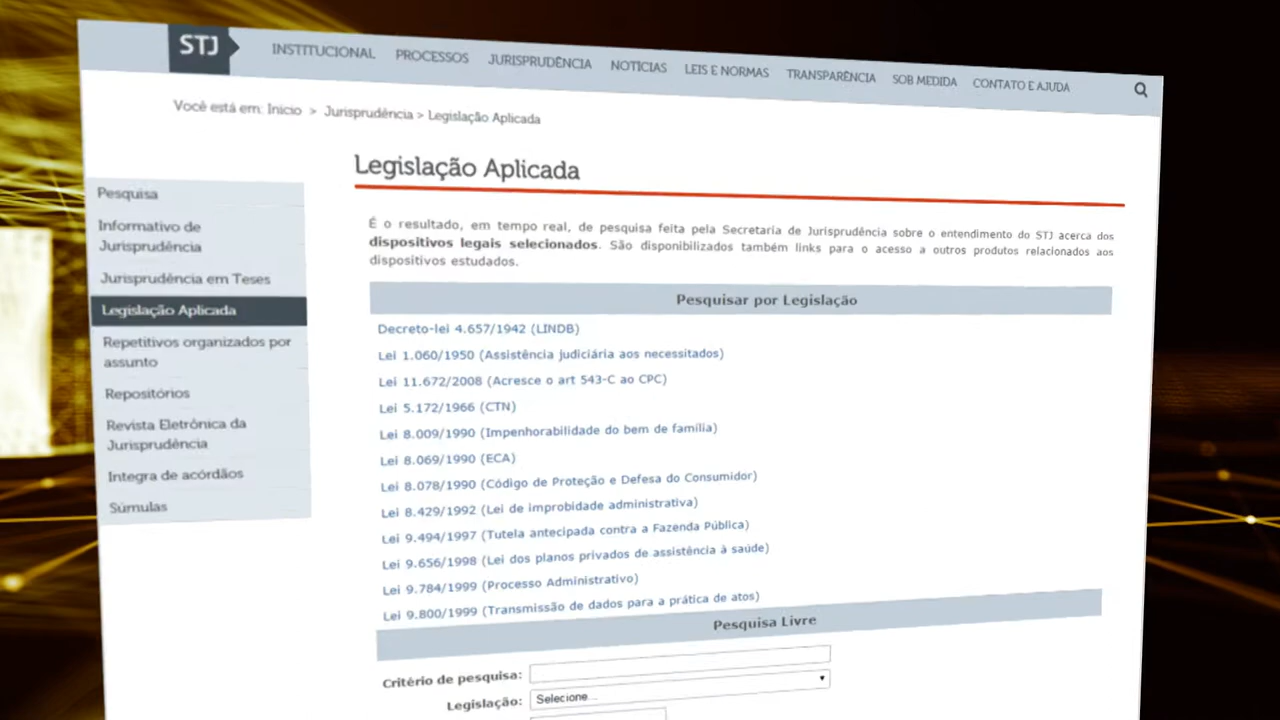 STJ
INSTITUCIONAL PROCESSOS JURISPRUDÊNCIA NOTÍCIAS LEIS E NORMAS TRANSPARÊNCIA SOB MEDIDA CONTATO E AJUDA
Você está em: Início > Jurisprudência > Legislação Aplicada
Legislação Aplicada
Pesquisa
Informativo de
Jurisprudência
Jurisprudência em Teses
Legislação Aplicada
Repetitivos organizados por
assunto
Repositórios
Revista Eletrônica da
Jurisprudência
Integra de acórdãos
Súmulas
É o resultado, em tempo real, de pesquisa feita pela Secretaria de Jurisprudência sobre o entendimento do STJ acerca dos
dispositivos legais selecionados. São disponibilizados também links para o acesso a outros produtos relacionados aos
dispositivos estudados.
Pesquisar por Legislação
Decreto-lei 4.657/1942 (LINDB)
Lei 1.060/1950 (Assistência judiciária aos necessitados)
Lei 11.672/2008 (Acresce o art 543-C ao CPC)
Lei 5.172/1966 (CTN)
Lei 8.009/1990 (Impenhorabilidade do bem de família)
Lei 8.069/1990 (ECA)
Lei 8.078/1990 (Código de Proteção e Defesa do Consumidor)
Lei 8.429/1992 (Lei de improbidade administrativa)
Lei 9.494/1997 (Tutela antecipada contra a Fazenda Pública)
Lei 9.656/1998 (Lei dos planos privados de assistência à saúde)
Lei 9.784/1999 (Processo Administrativo)
Lei 9.800/1999 (Transmissão de dados para a prática de atos)
Pesquisa Livre
Critério de pesquisa:
Legislação: Selecione...